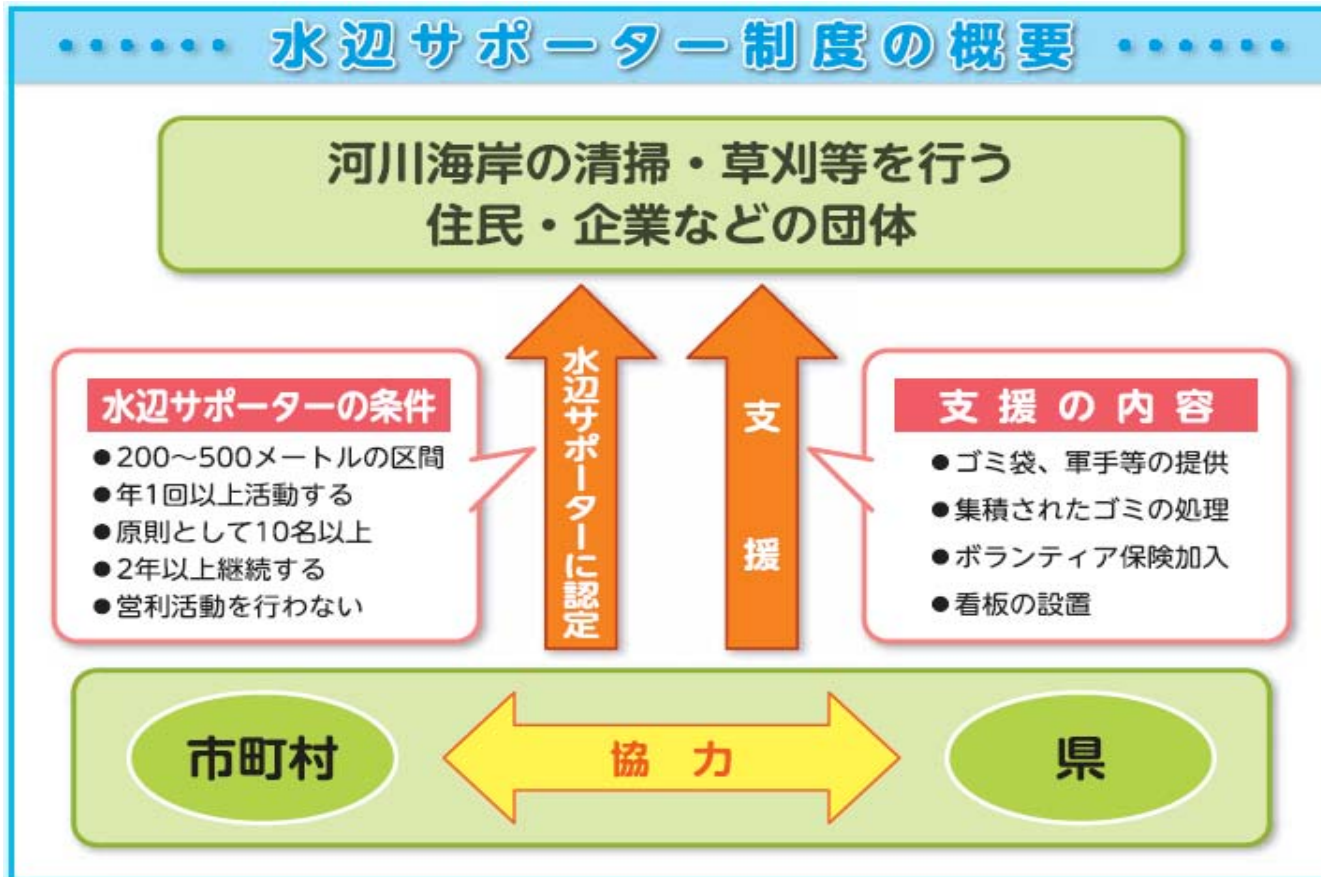 水辺サポーター制度の概要
河川海岸の清掃・草刈等を行う
住民・企業などの団体
水辺サポーターの条件
●200～500メートルの区間
●年1回以上活動する
●原則として10名以上
●2年以上継続する
●営利活動を行わない
水辺サポーターに認定
支援
支援の内容
●ゴミ袋、軍手等の提供
●集積されたゴミの処理
●ボランティア保険加入
●看板の設置
市町村
協力
県